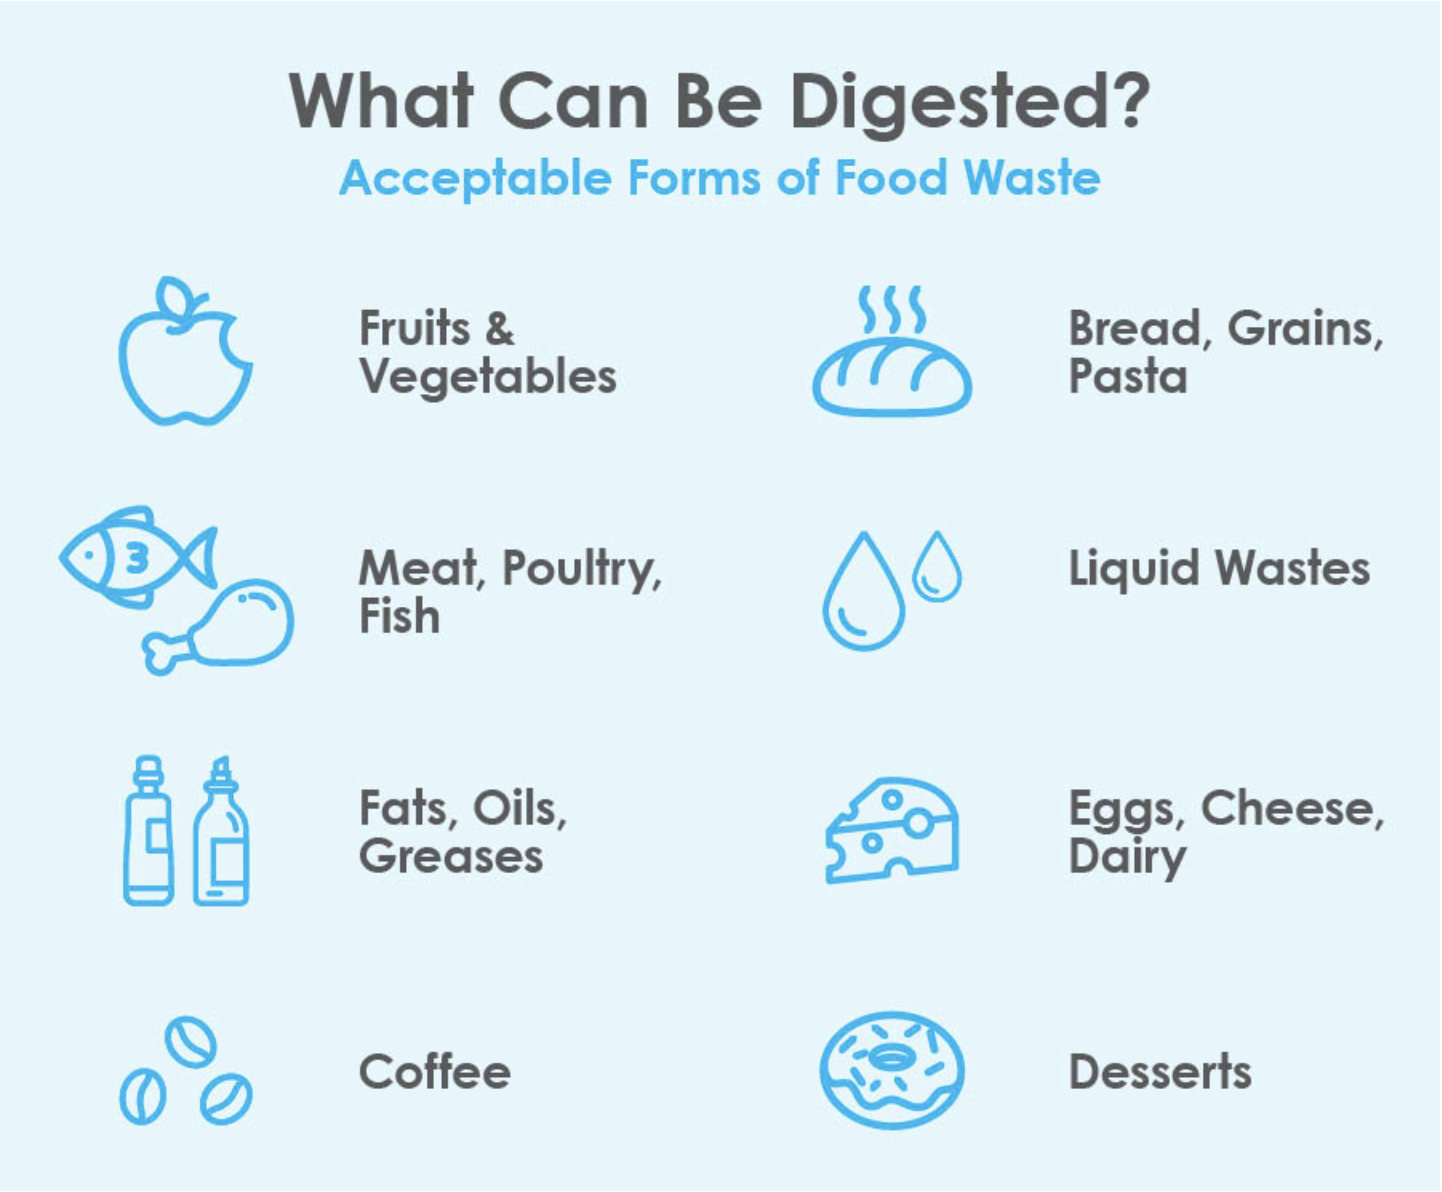 What Can Be Digested?
Acceptable Forms of Food Waste
Fruits &
Vegetables
Bread, Grains,
Pasta
3
Meat, Poultry,
Fish
Liquid Wastes
Fats, Oils,
Greases
Eggs, Cheese,
Dairy
Coffee
Desserts